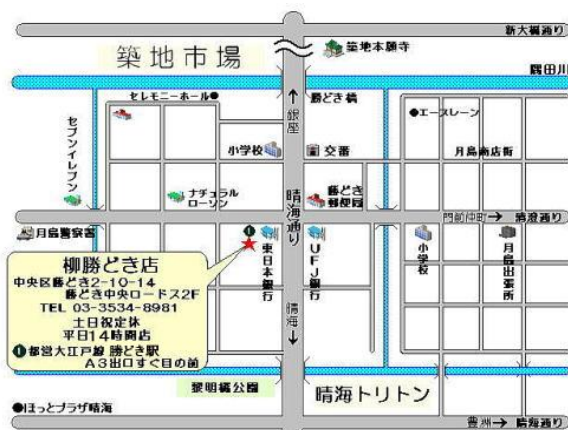 新大橋通り
築地本願寺
築地市場
隅田川
セレモニーホール
勝どき橋
銀座
エースレーン
セブンイレブン
小学校
交番
月島商店街
ナチュラル
ローソン
晴海通り
藤どき
郵便局
門前仲町→ 清澄通り
月島警察署
東日本銀行
UFJ銀行
小学校
月島出張所
柳勝どき店
中央区藤どき2-10-14
藤どき中央ロードス2F
TEL 03-3534-8981
土日祝定休
平日14時開店
都営大江戸線 勝どき駅
A3出口すぐ目の前
晴海
黎明橋公園
晴海トリトン
ほっとプラザ晴海
豊洲→ 晴海通り